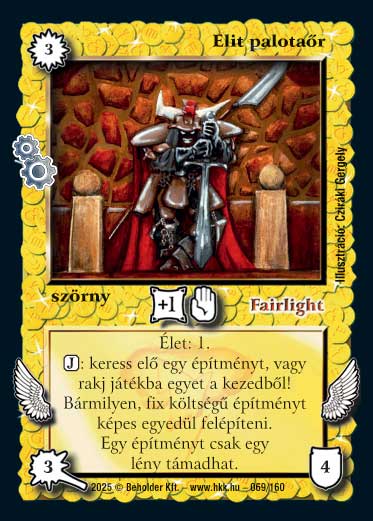 3
Elit palotaőr
Illusztráció: Cziráki Gergely
szörny
+1
Fairlight
Élet: 1.
J: keress elő egy építményt, vagy
rakj játékba egyet a kezedből!
Bármilyen, fix költségű építményt
képes egyedül felépíteni.
Egy építményt csak egy
lény támadhat.
3
4
2025 © Beholder Kft. – www.hkk.hu – 069/160